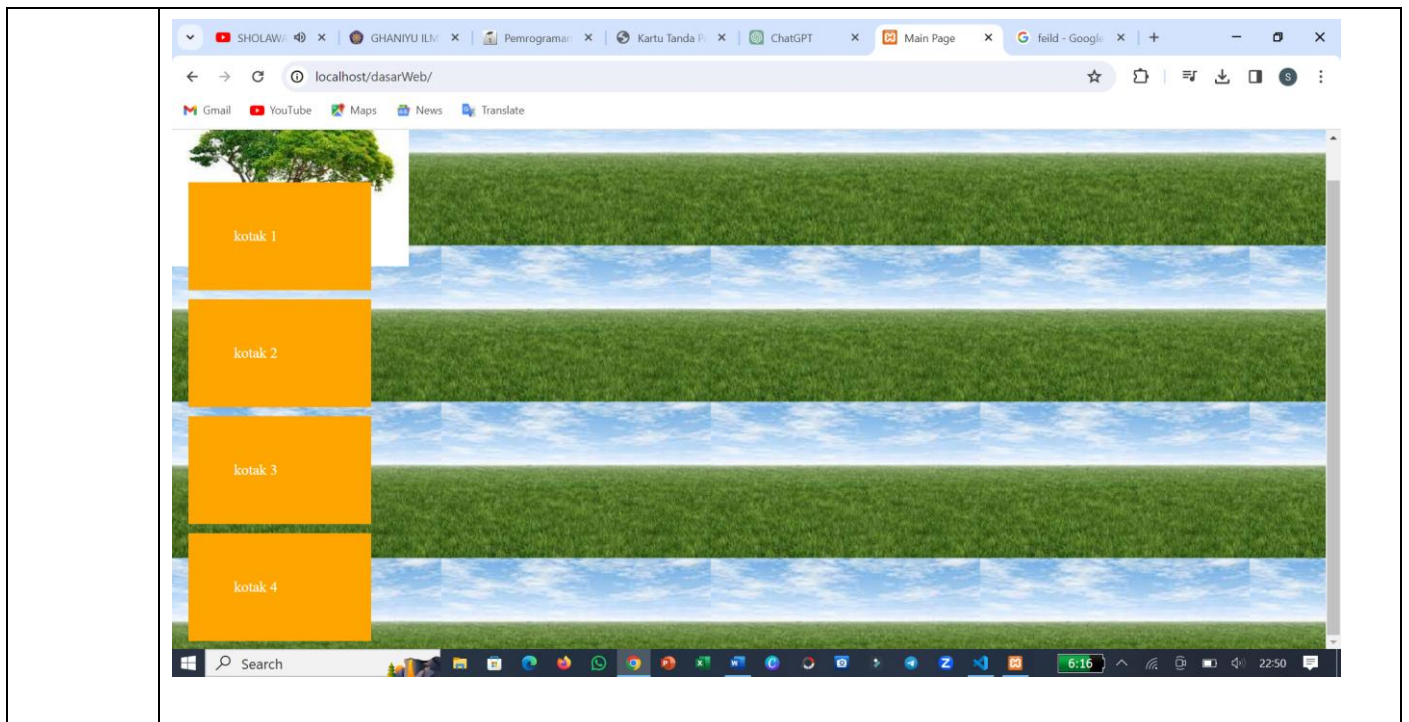 SHOLAWA
GHANIYU ILM
Pemrograman
Kartu Tanda P
ChatGPT
Main Page
feild - Google
localhost/dasarWeb/
S
Gmail
YouTube
Maps
News
Translate
kotak 1
kotak 2
kotak 3
kotak 4
Search
6:16
22:50